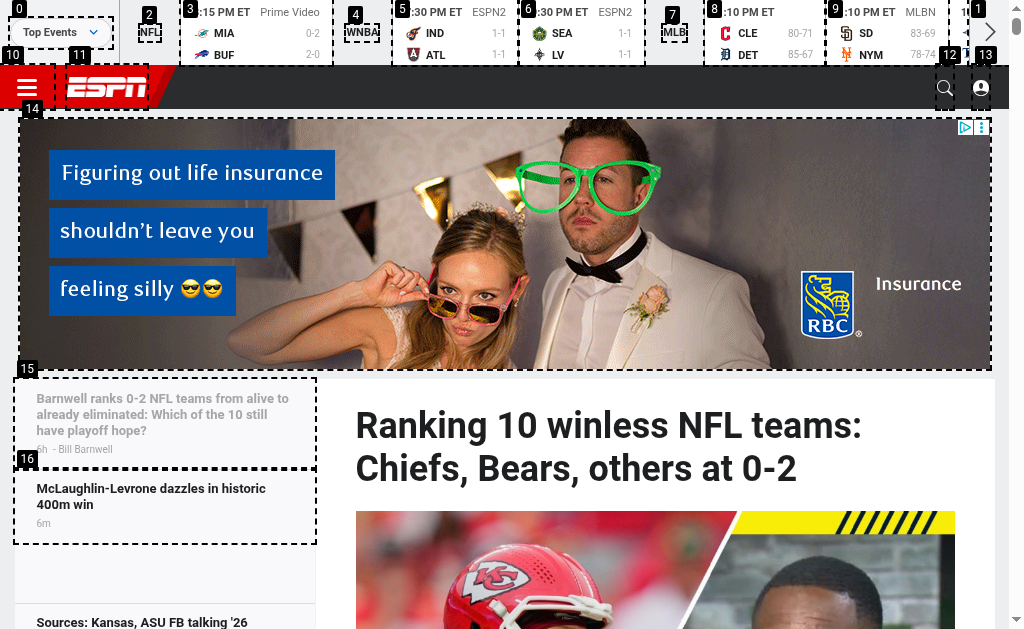 Top Events
NFL
:15 PM ET Prime Video
MIA 0-2
BUF 2-0
WNBA
:30 PM ET ESPN2
IND 1-1
ATL 1-1
:30 PM ET ESPN2
SEA 1-1
LV 1-1
MLB
:10 PM ET
CLE 80-71
DET 85-67
:10 PM ET MLBN
SD 83-69
NYM 78-74
0
2
3
4
5
6
7
8
9
1
10
11
12
13
ESPN
14
Figuring out life insurance
shouldn't leave you
feeling silly 😎😎
RBC
®
Insurance
15
Barnwell ranks 0-2 NFL teams from alive to
already eliminated: Which of the 10 still
have playoff hope?
6h - Bill Barnwell
16
McLaughlin-Levrone dazzles in historic
400m win
6m
Sources: Kansas, ASU FB talking '26
Ranking 10 winless NFL teams:
Chiefs, Bears, others at 0-2
KC